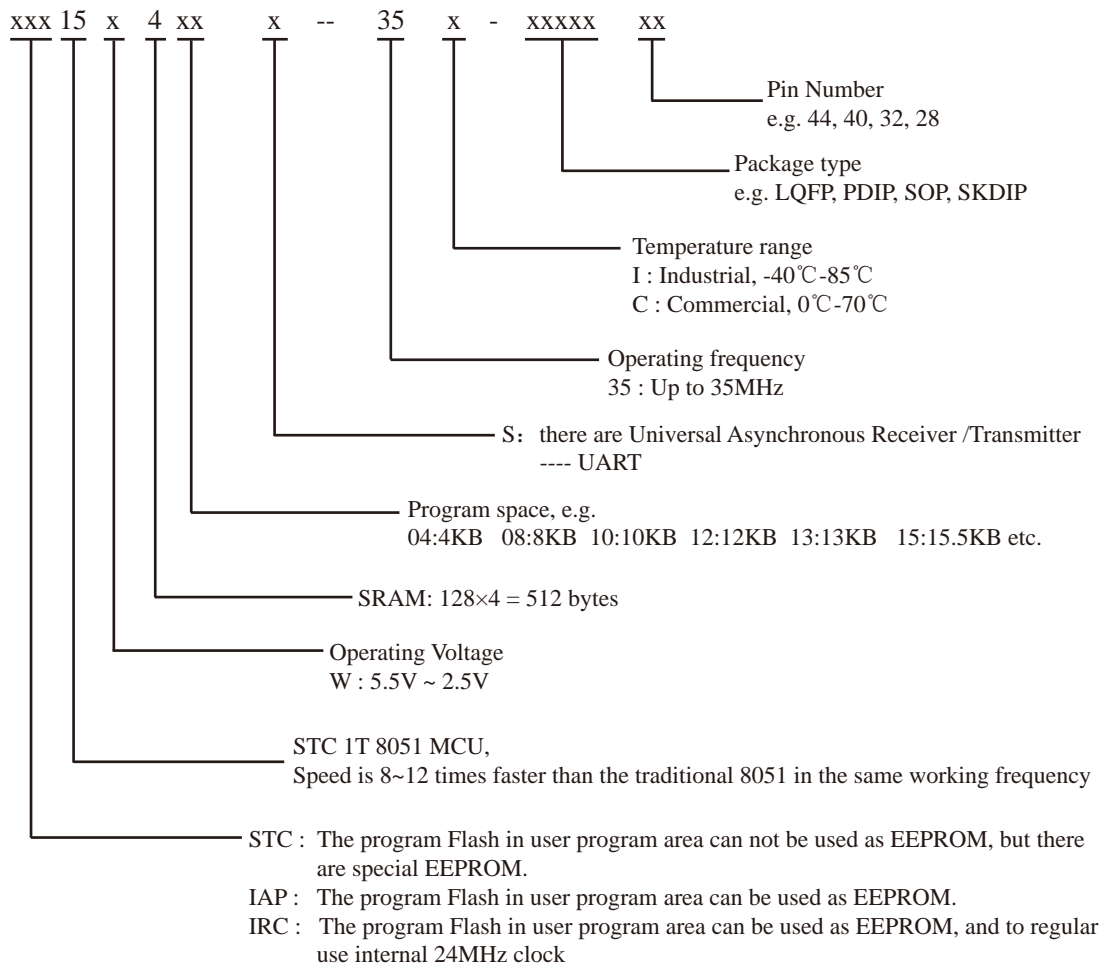 xxx 15 x 4 xx x -- 35 x - xxxxx xx
Pin Number
e.g. 44, 40, 32, 28
Package type
e.g. LQFP, PDIP, SOP, SKDIP
Temperature range
I : Industrial, -40℃-85℃
C : Commercial, 0℃-70℃
Operating frequency
35 : Up to 35MHz
S： there are Universal Asynchronous Receiver /Transmitter
---- UART
Program space, e.g.
04:4KB 08:8KB 10:10KB 12:12KB 13:13KB 15:15.5KB etc.
SRAM: 128×4 = 512 bytes
Operating Voltage
W : 5.5V ~ 2.5V
STC 1T 8051 MCU,
Speed is 8~12 times faster than the traditional 8051 in the same working frequency
STC : The program Flash in user program area can not be used as EEPROM, but there
are special EEPROM.
IAP : The program Flash in user program area can be used as EEPROM.
IRC : The program Flash in user program area can be used as EEPROM, and to regular
use internal 24MHz clock